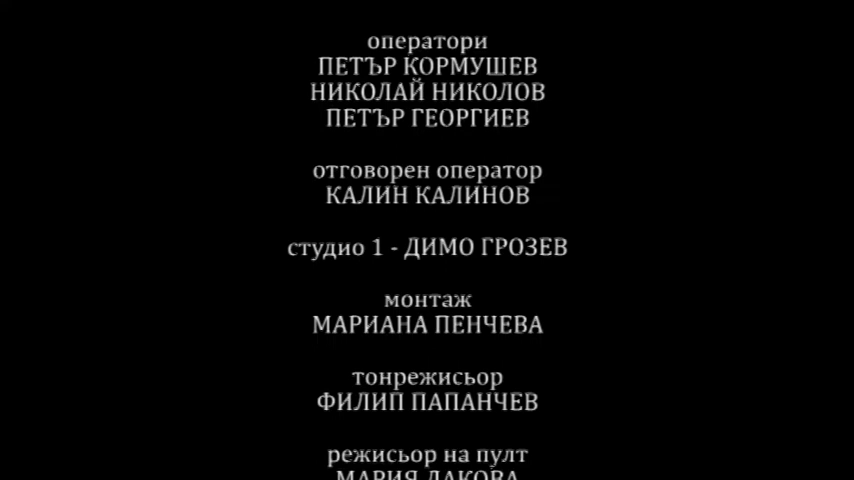 оператори
ПЕТЪР КОРМУШЕВ
НИКОЛАЙ НИКОЛОВ
ПЕТЪР ГЕОРГИЕВ
отговорен оператор
КАЛИН КАЛИНОВ
студио 1 - ДИМО ГРОЗЕВ
монтаж
МАРИАНА ПЕНЧЕВА
тонрежисьор
ФИЛИП ПАПАНЧЕВ
режисьор на пулт
МАРИЯ